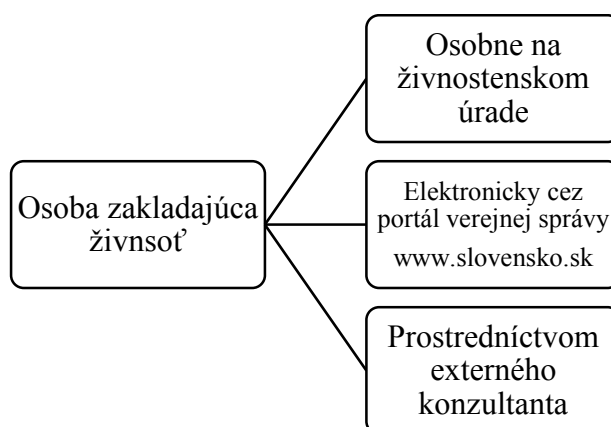 Osoba zakladajúca
živnsoť
Osobne na
živnostenskom
úrade
Elektronicky cez
portál verejnej správy
www.slovensko.sk
Prostredníctvom
externého
konzultanta